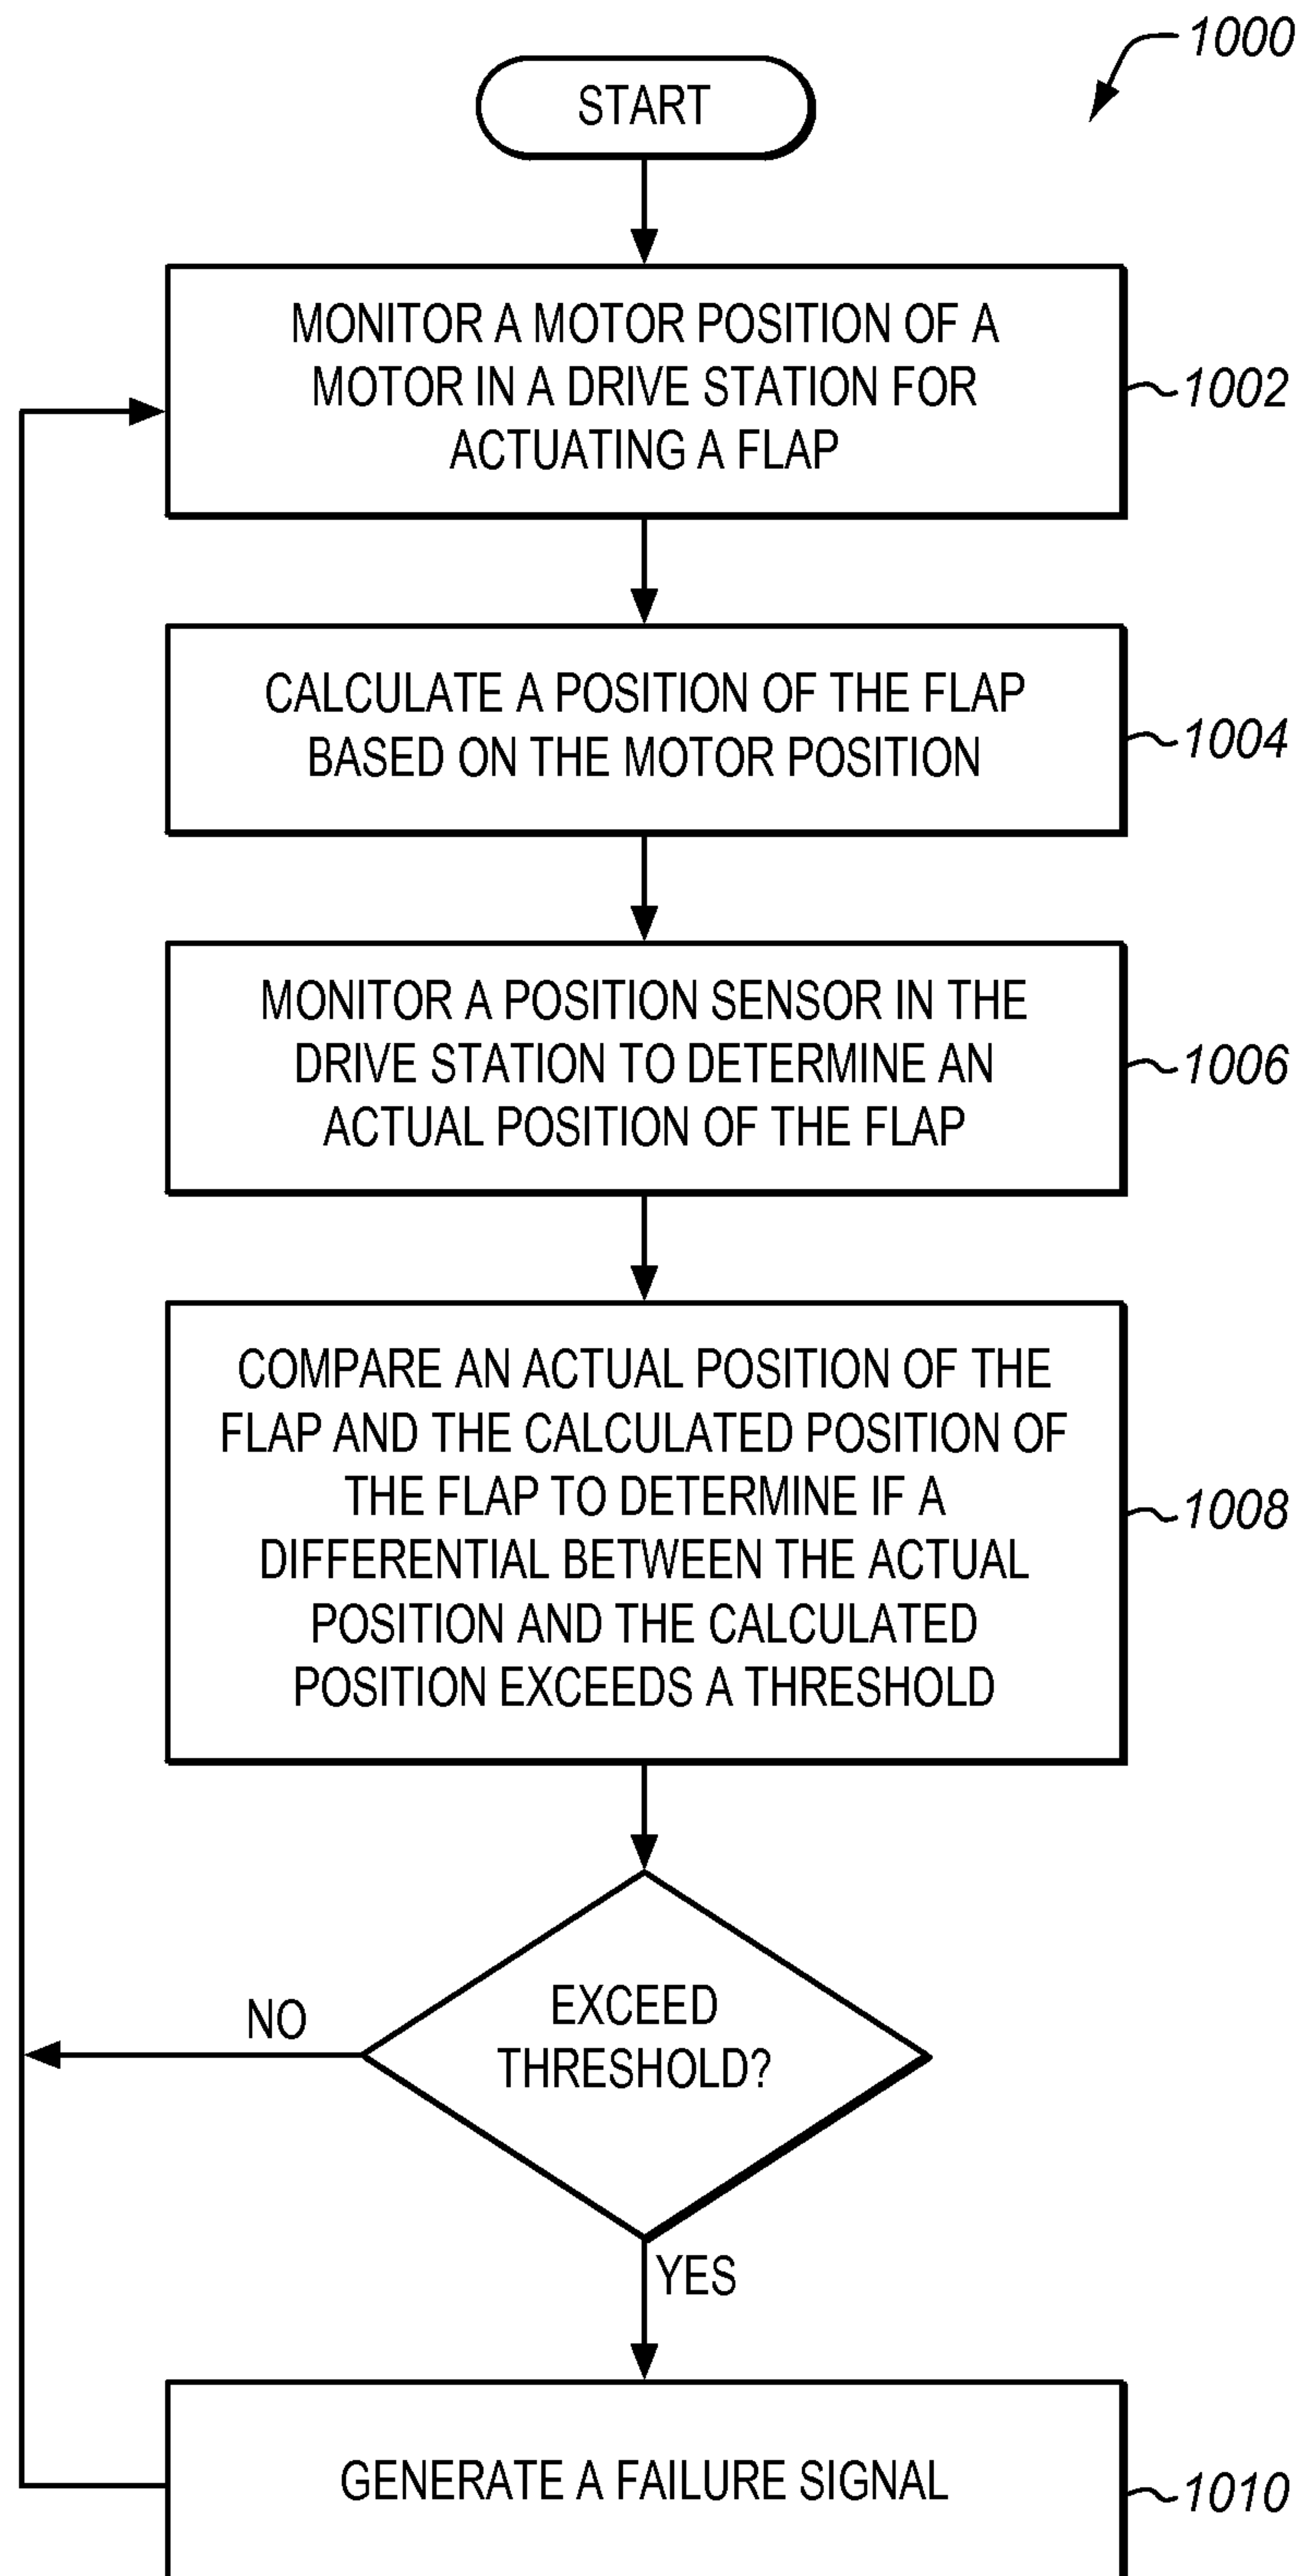 1000
START
MONITOR A MOTOR POSITION OF A
MOTOR IN A DRIVE STATION FOR
ACTUATING A FLAP
1002
CALCULATE A POSITION OF THE FLAP
BASED ON THE MOTOR POSITION
1004
MONITOR A POSITION SENSOR IN THE
DRIVE STATION TO DETERMINE AN
ACTUAL POSITION OF THE FLAP
1006
COMPARE AN ACTUAL POSITION OF THE
FLAP AND THE CALCULATED POSITION OF
THE FLAP TO DETERMINE IF A
DIFFERENTIAL BETWEEN THE ACTUAL
POSITION AND THE CALCULATED
POSITION EXCEEDS A THRESHOLD
1008
EXCEED
THRESHOLD?
NO
YES
GENERATE A FAILURE SIGNAL
1010